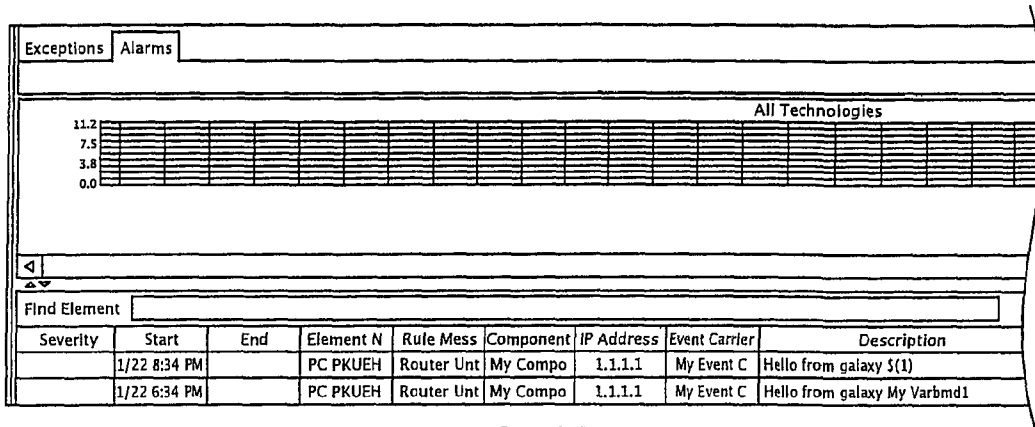 Exceptions Alarms
All Technologies
11.2
7.5
3.8
0.0
Find Element
Severity Start End Element N Rule Mess Component IP Address Event Carrier Description
1/22 8:34 PM PC PKUEH Router Unt My Compo 1.1.1.1 My Event C Hello from galaxy $(1)
1/22 6:34 PM PC PKUEH Router Unt My Compo 1.1.1.1 My Event C Hello from galaxy My Varbmd1